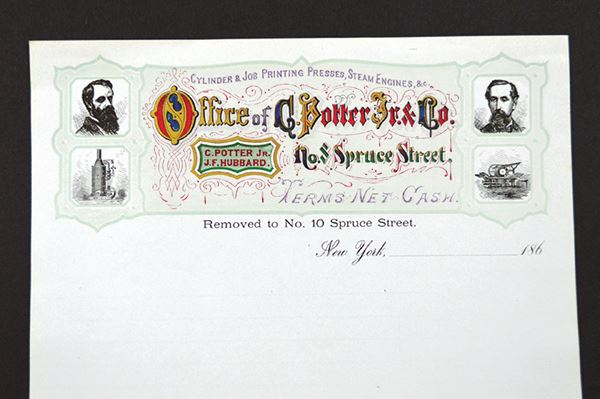 CYLINDER & JOB PRINTING PRESSES, STEAM ENGINES, &c.
Office of C. Potter Jr. & Co.
C. POTTER JR.
J. F. HUBBARD.
No. 8 Spruce Street.
TERMS NET CASH.
Removed to No. 10 Spruce Street.
New York, 186